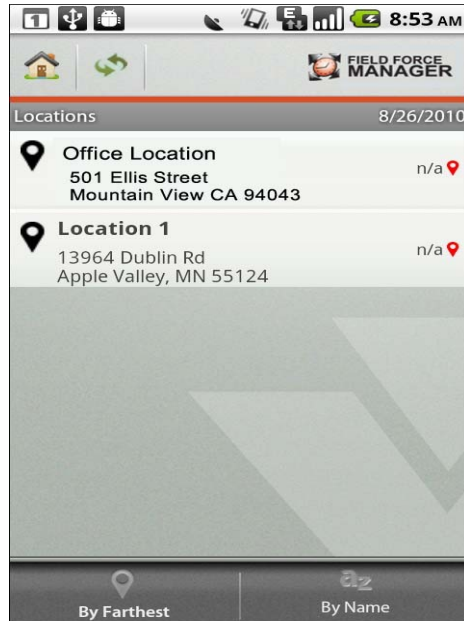 1
E
8:53 AM
FIELD FORCE
MANAGER
Locations 8/26/2010
Office Location
501 Ellis Street
Mountain View CA 94043
n/a
Location 1
13964 Dublin Rd
Apple Valley, MN 55124
n/a
az
By Farthest By Name